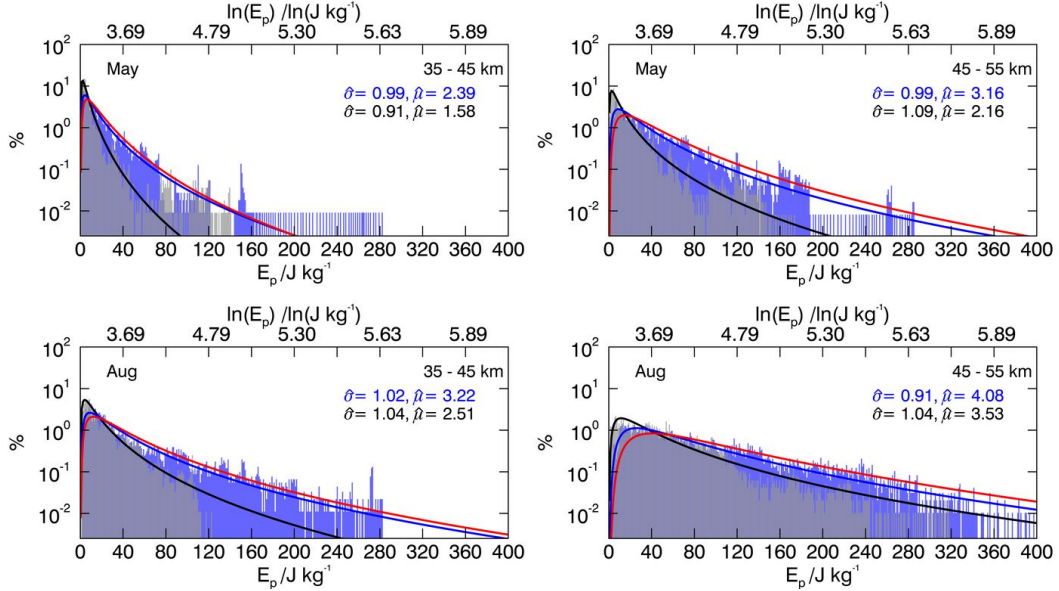 ln(Eₚ) /ln(J kg⁻¹)
3.69 4.79 5.30 5.63 5.89
10² 10¹ 10⁰ 10⁻¹ 10⁻²
%
May 35 - 45 km
σ̂= 0.99, μ̂= 2.39
σ̂= 0.91, μ̂= 1.58
0 40 80 120 160 200 240 280 320 360 400
Eₚ /J kg⁻¹
ln(Eₚ) /ln(J kg⁻¹)
3.69 4.79 5.30 5.63 5.89
10² 10¹ 10⁰ 10⁻¹ 10⁻²
%
May 45 - 55 km
σ̂= 0.99, μ̂= 3.16
σ̂= 1.09, μ̂= 2.16
0 40 80 120 160 200 240 280 320 360 400
Eₚ /J kg⁻¹
ln(Eₚ) /ln(J kg⁻¹)
3.69 4.79 5.30 5.63 5.89
10² 10¹ 10⁰ 10⁻¹ 10⁻²
%
Aug 35 - 45 km
σ̂= 1.02, μ̂= 3.22
σ̂= 1.04, μ̂= 2.51
0 40 80 120 160 200 240 280 320 360 400
Eₚ /J kg⁻¹
ln(Eₚ) /ln(J kg⁻¹)
3.69 4.79 5.30 5.63 5.89
10² 10¹ 10⁰ 10⁻¹ 10⁻²
%
Aug 45 - 55 km
σ̂= 0.91, μ̂= 4.08
σ̂= 1.04, μ̂= 3.53
0 40 80 120 160 200 240 280 320 360 400
Eₚ /J kg⁻¹